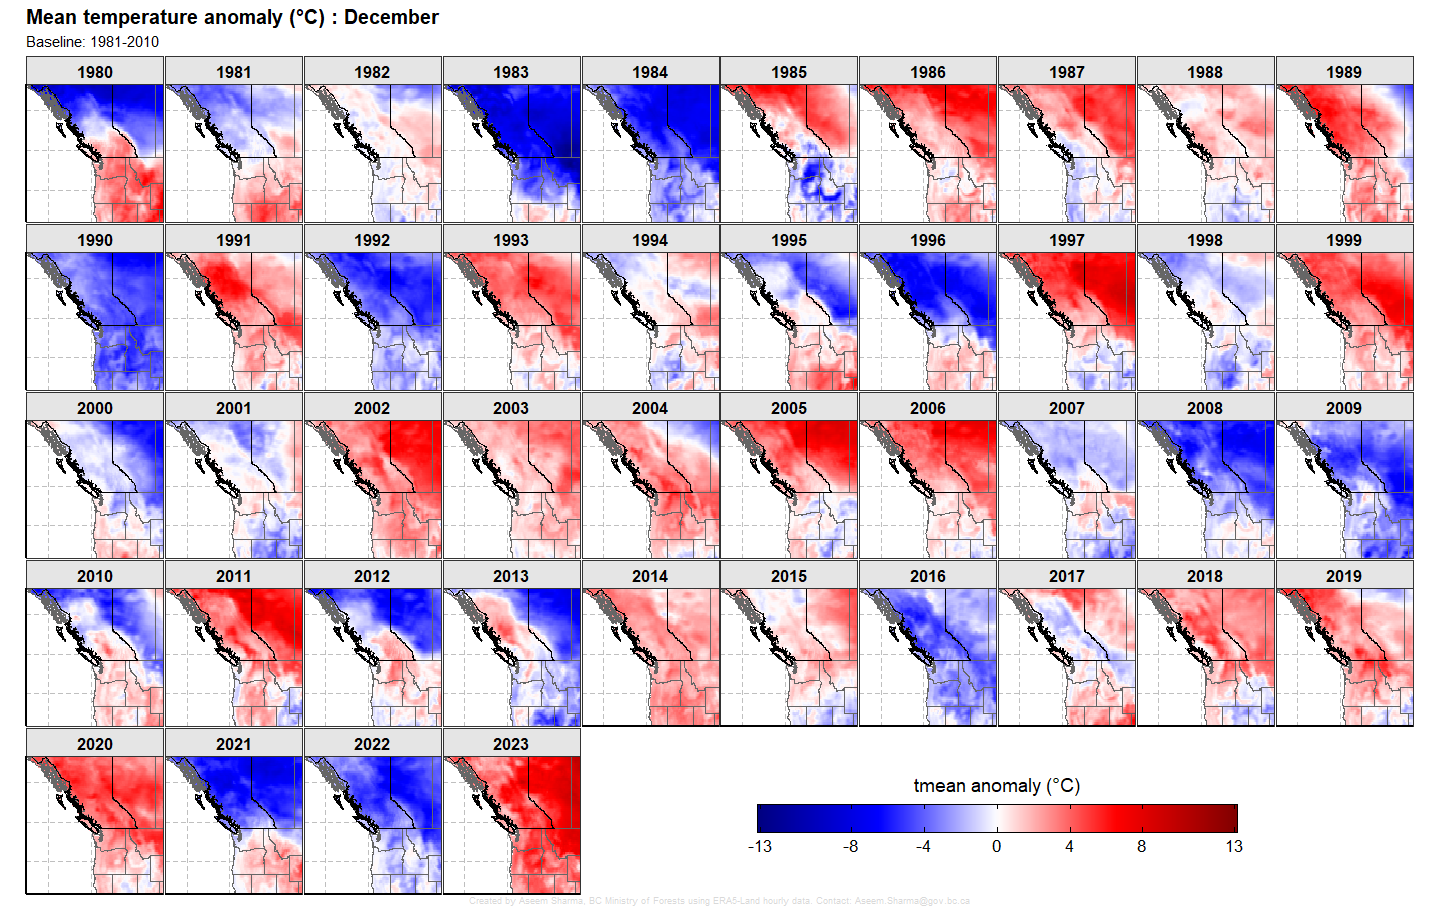 Mean temperature anomaly (°C) : December
Baseline: 1981-2010
1980 1981 1982 1983 1984 1985 1986 1987 1988 1989
1990 1991 1992 1993 1994 1995 1996 1997 1998 1999
2000 2001 2002 2003 2004 2005 2006 2007 2008 2009
2010 2011 2012 2013 2014 2015 2016 2017 2018 2019
2020 2021 2022 2023
tmean anomaly (°C)
-13 -8 -4 0 4 8 13
Created by Aseem Sharma, BC Ministry of Forests using ERA5-Land hourly data. Contact: Aseem.Sharma@gov.bc.ca